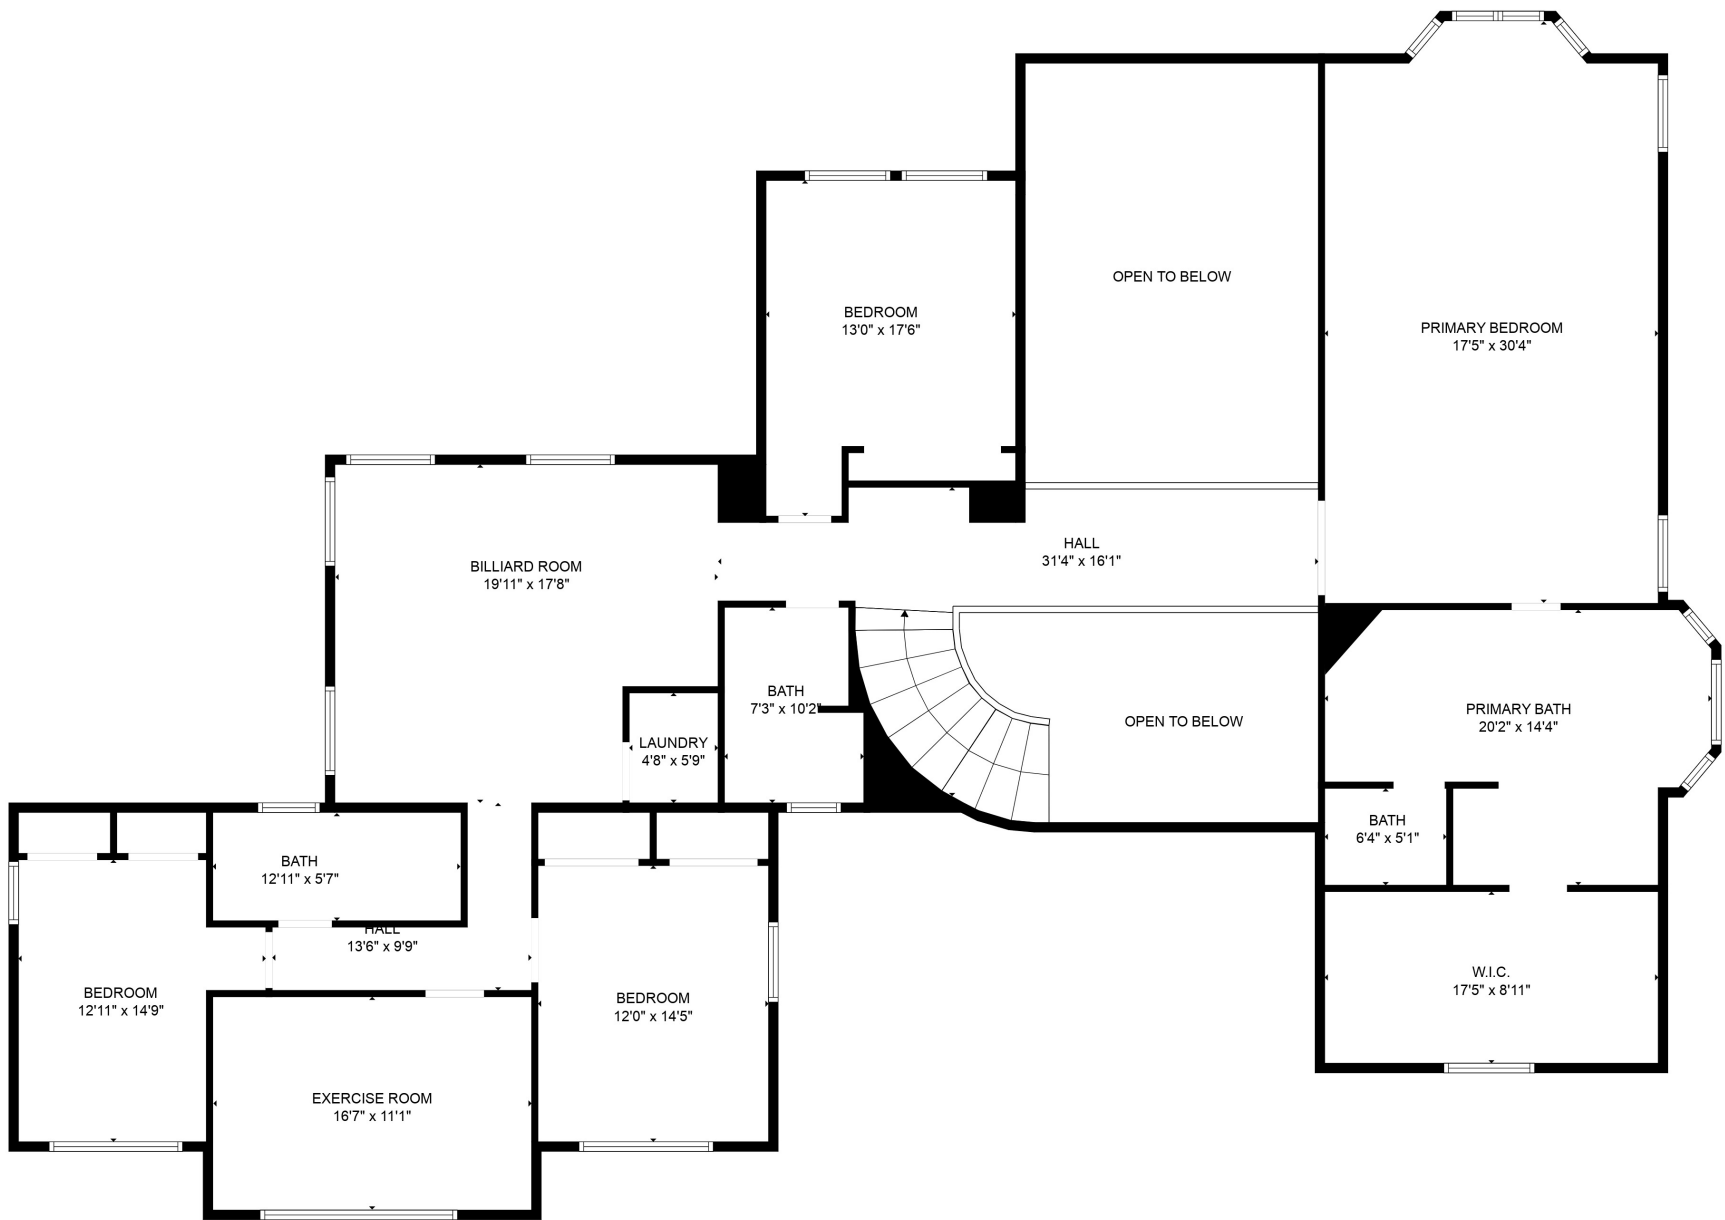 OPEN TO BELOW
BEDROOM
13'0" x 17'6"
PRIMARY BEDROOM
17'5" x 30'4"
HALL
31'4" x 16'1"
BILLIARD ROOM
19'11" x 17'8"
BATH
7'3" x 10'2"
LAUNDRY
4'8" x 5'9"
OPEN TO BELOW
PRIMARY BATH
20'2" x 14'4"
BATH
6'4" x 5'1"
BATH
12'11" x 5'7"
HALL
13'6" x 9'9"
W.I.C.
17'5" x 8'11"
BEDROOM
12'11" x 14'9"
BEDROOM
12'0" x 14'5"
EXERCISE ROOM
16'7" x 11'1"